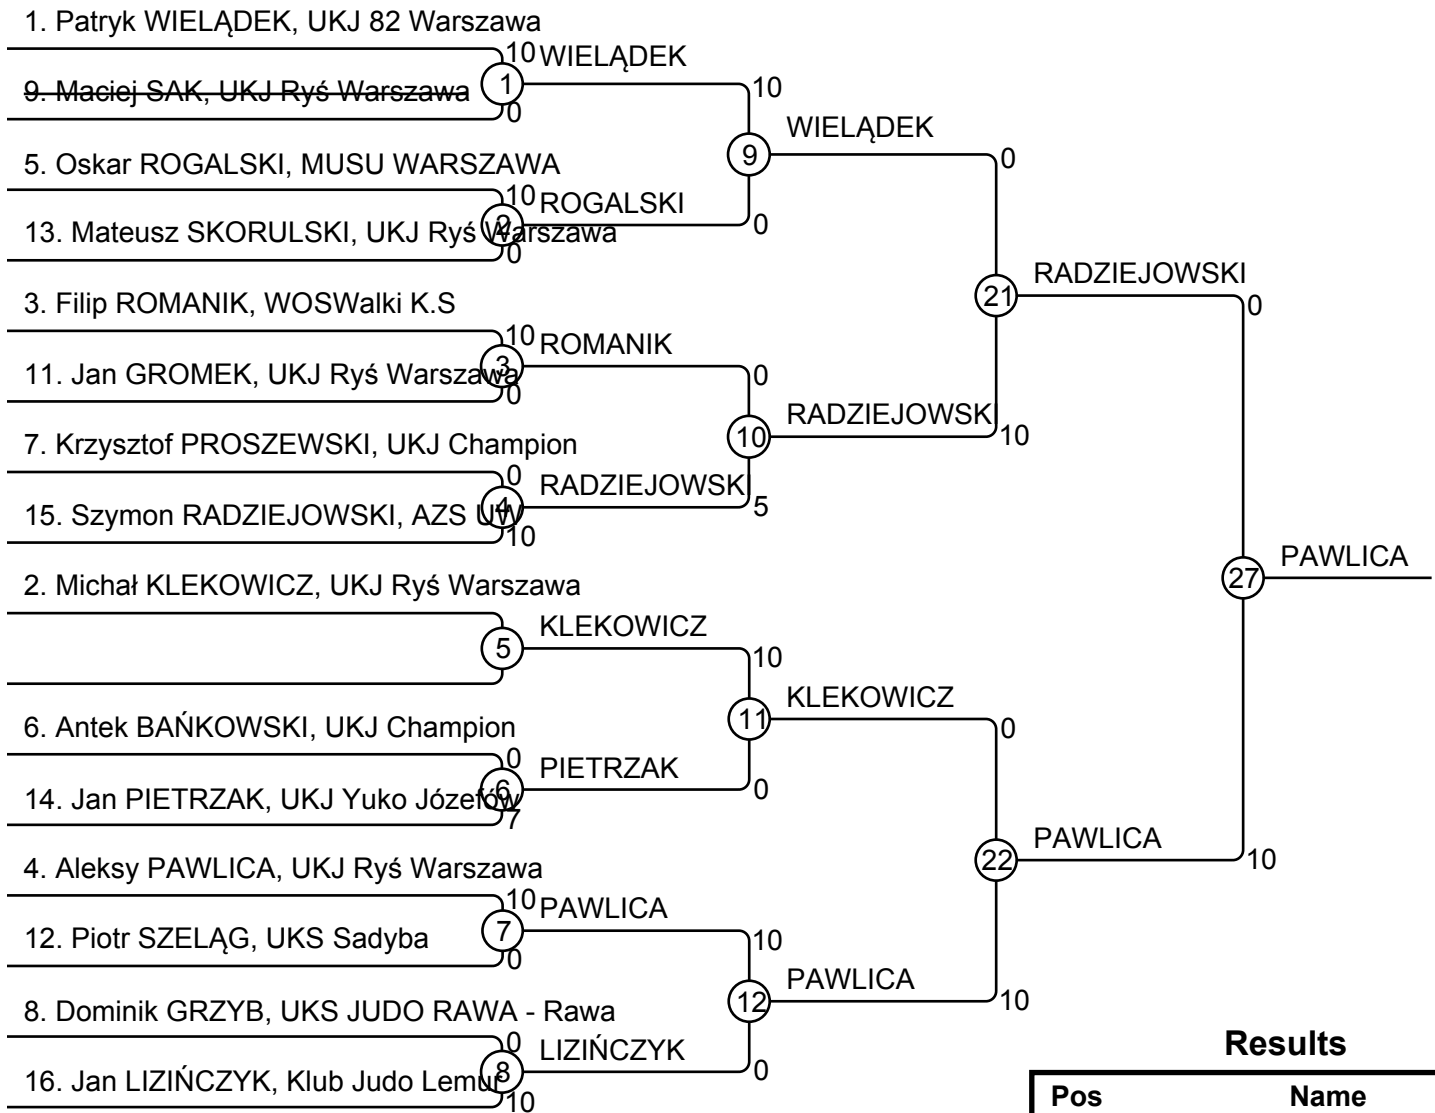 1. Patryk WIELĄDEK, UKJ 82 Warszawa
10 WIELĄDEK
1
10
9. Maciej SAK, UKJ Ryś Warszawa
0
WIELĄDEK
9
0
5. Oskar ROGALSKI, MUSU WARSZAWA
10 ROGALSKI
2
0
13. Mateusz SKORULSKI, UKJ Ryś Warszawa
0
RADZIEJOWSKI
21
0
3. Filip ROMANIK, WOSWalki K.S
10 ROMANIK
3
0
11. Jan GROMEK, UKJ Ryś Warszawa
0
RADZIEJOWSKI
10
10
7. Krzysztof PROSZEWSKI, UKJ Champion
0
RADZIEJOWSKI
4
5
15. Szymon RADZIEJOWSKI, AZS UW
10
PAWLICA
27
2. Michał KLEKOWICZ, UKJ Ryś Warszawa
KLEKOWICZ
5
10
KLEKOWICZ
11
0
6. Antek BAŃKOWSKI, UKJ Champion
0
PIETRZAK
6
0
14. Jan PIETRZAK, UKJ Yuko Józefów
7
PAWLICA
22
10
4. Aleksy PAWLICA, UKJ Ryś Warszawa
10 PAWLICA
7
10
12. Piotr SZELĄG, UKS Sadyba
0
PAWLICA
12
10
8. Dominik GRZYB, UKS JUDO RAWA - Rawa
0
LIZIŃCZYK
8
0
16. Jan LIZIŃCZYK, Klub Judo Lemur
10
Results
Pos Name